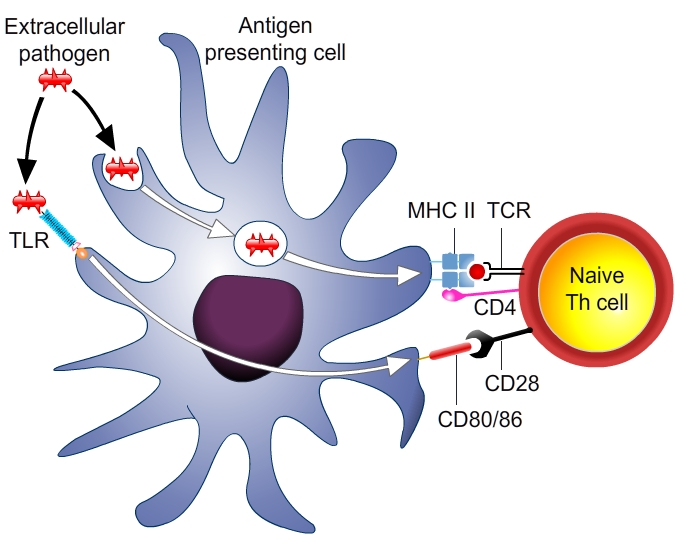 Extracellular
pathogen
Antigen
presenting cell
TLR
MHC II
TCR
CD4
Naive
Th cell
CD28
CD80/86